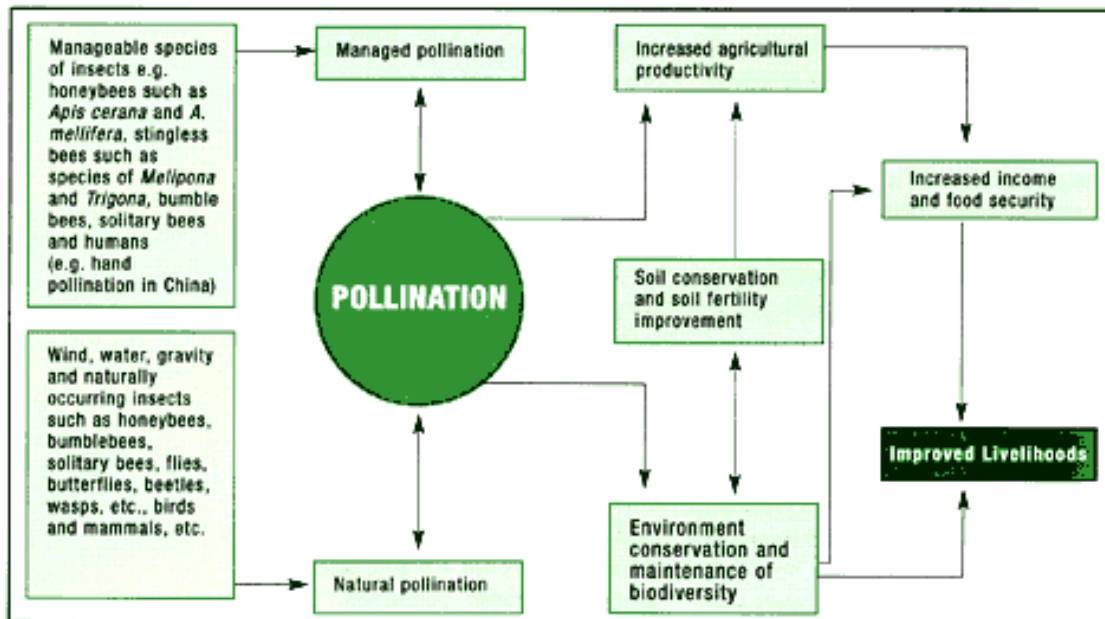 Manageable species
of insects e.g.
honeybees such as
Apis cerana and A.
mellifera, stingless
bees such as
species of Melipona
and Trigona, bumble
bees, solitary bees
and humans
(e.g. hand
pollination in China)
Wind, water, gravity
and naturally
occurring insects
such as honeybees,
bumblebees,
solitary bees, flies,
butterflies, beetles,
wasps, etc., birds
and mammals, etc.
Managed pollination
POLLINATION
Natural pollination
Increased agricultural
productivity
Soil conservation
and soil fertility
improvement
Environment
conservation and
maintenance of
biodiversity
Increased income
and food security
Improved Livelihoods